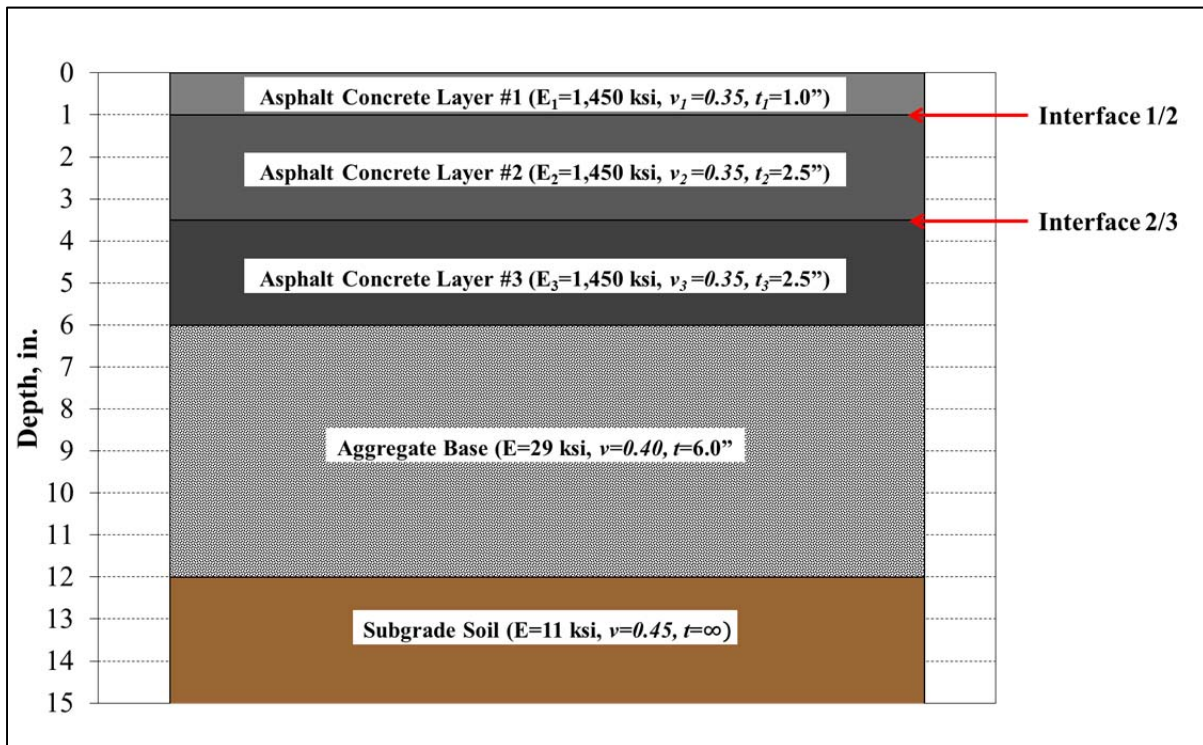 0
Asphalt Concrete Layer #1 (E₁=1,450 ksi, v₁=0.35, t₁=1.0”)
1
Interface 1/2
2
Asphalt Concrete Layer #2 (E₂=1,450 ksi, v₂=0.35, t₂=2.5”)
3
Interface 2/3
4
Asphalt Concrete Layer #3 (E₃=1,450 ksi, v₃=0.35, t₃=2.5”)
5
6
7
8
Depth, in.
Aggregate Base (E=29 ksi, v=0.40, t=6.0”
9
10
11
12
13
Subgrade Soil (E=11 ksi, v=0.45, t=∞)
14
15